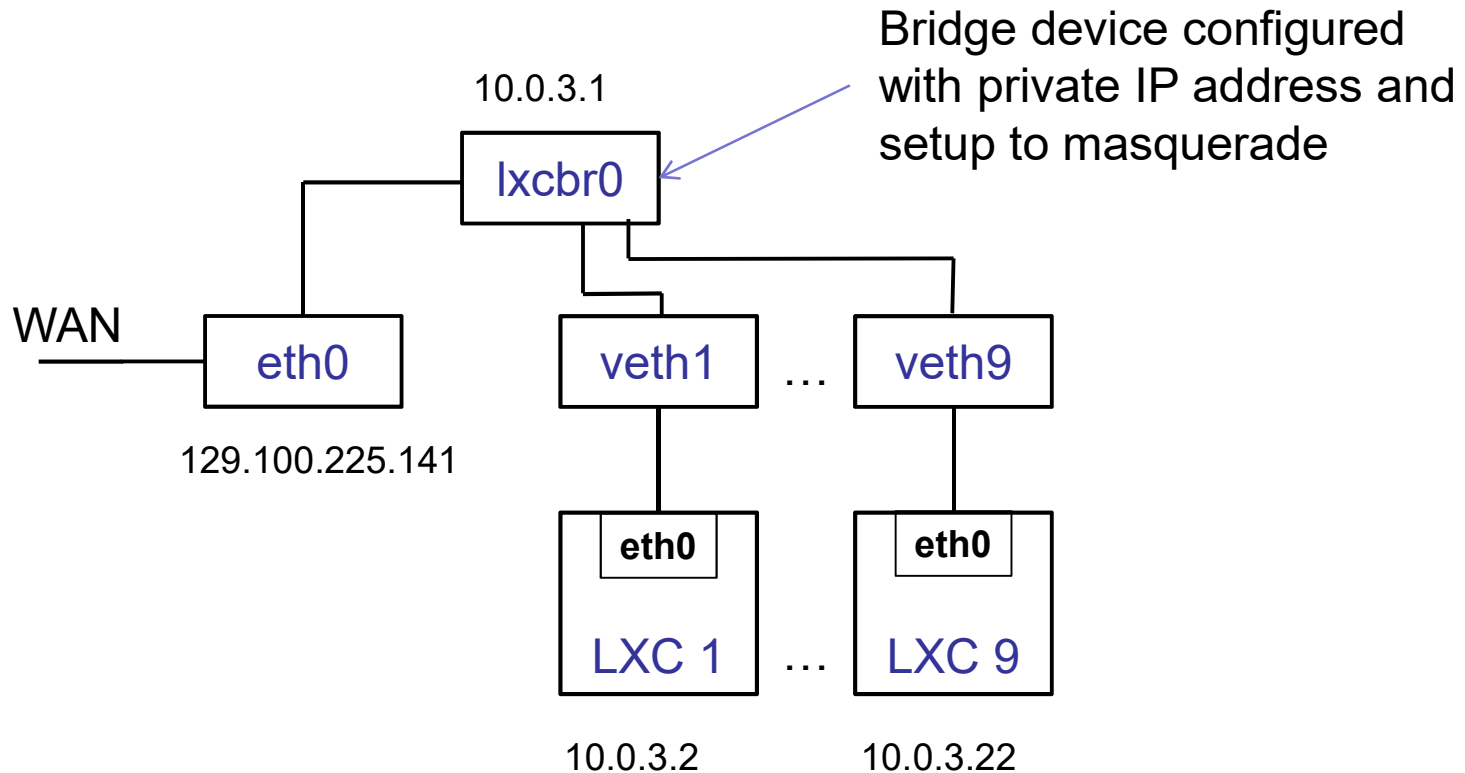 Bridge device configured
with private IP address and
setup to masquerade
10.0.3.1
lxcbr0
WAN
eth0
veth1
...
veth9
129.100.225.141
eth0
eth0
LXC 1
...
LXC 9
10.0.3.2
10.0.3.22